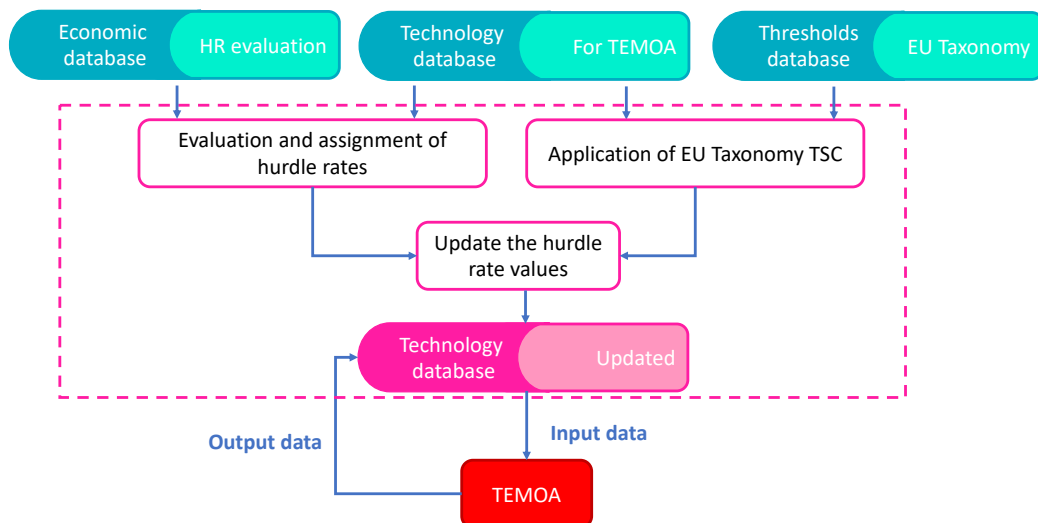 Economic
database
HR evaluation
Technology
database
For TEMOA
Thresholds
database
EU Taxonomy
Evaluation and assignment of
hurdle rates
Application of EU Taxonomy TSC
Update the hurdle
rate values
Technology
database
Updated
Output data
Input data
TEMOA